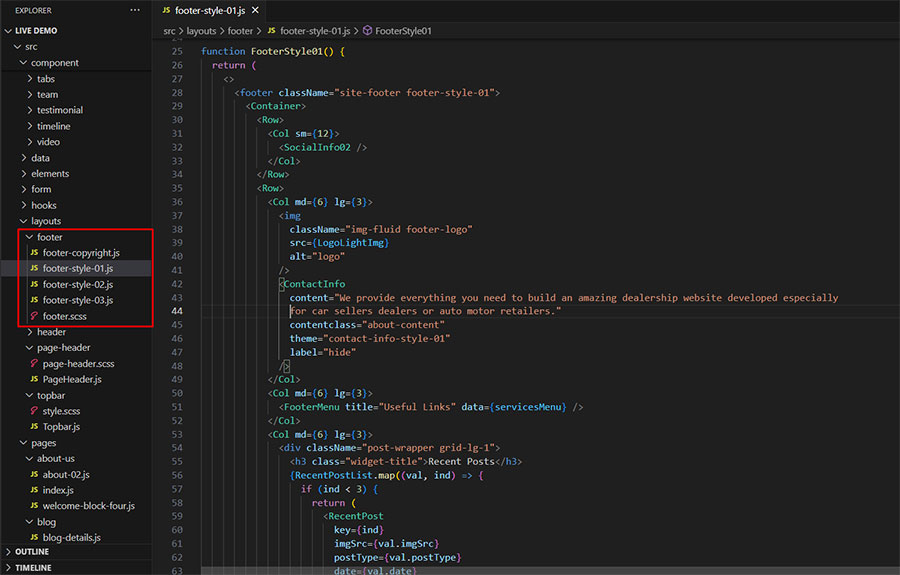 EXPLORER
···
LIVE DEMO
src
component
tabs
team
testimonial
timeline
video
data
elements
form
hooks
layouts
footer
JS footer-copyright.js
JS footer-style-01.js
JS footer-style-02.js
JS footer-style-03.js
footer.scss
header
page-header
page-header.scss
JS PageHeader.js
topbar
style.scss
JS Topbar.js
pages
about-us
JS about-02.js
JS index.js
JS welcome-block-four.js
blog
JS blog-details.js
OUTLINE
TIMELINE
JS footer-style-01.js ×
src > layouts > footer > JS footer-style-01.js > FooterStyle01
25 function FooterStyle01() {
26 return (
27 <>
28 <footer className="site-footer footer-style-01">
29 <Container>
30 <Row>
31 <Col sm={12}>
32 <SocialInfo02 />
33 </Col>
34 </Row>
35 <Row>
36 <Col md={6} lg={3}>
37 <img
38 className="img-fluid footer-logo"
39 src={LogoLightImg}
40 alt="logo"
41 />
42 <ContactInfo
43 content="We provide everything you need to build an amazing dealership website developed especially
44 for car sellers dealers or auto motor retailers."
45 contentclass="about-content"
46 theme="contact-info-style-01"
47 label="hide"
48 />
49 </Col>
50 <Col md={6} lg={3}>
51 <FooterMenu title="Useful Links" data={servicesMenu} />
52 </Col>
53 <Col md={6} lg={3}>
54 <div className="post-wrapper grid-lg-1">
55 <h3 class="widget-title">Recent Posts</h3>
56 {RecentPostList.map((val, ind) => {
57 if (ind < 3) {
58 return (
59 <RecentPost
60 key={ind}
61 imgSrc={val.imgSrc}
62 postType={val.postType}
63 date={val.date}